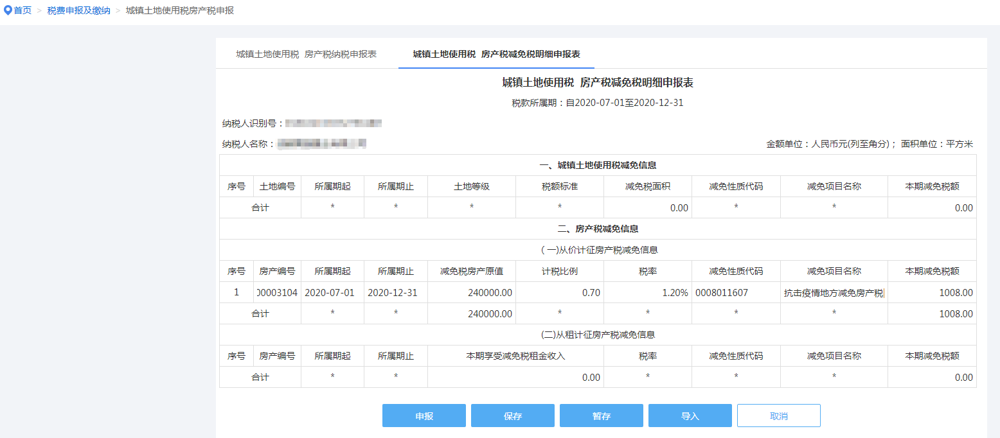 首页 > 税费申报及缴纳 > 城镇土地使用税房产税申报
城镇土地使用税 房产税纳税申报表 城镇土地使用税 房产税减免税明细申报表
城镇土地使用税 房产税减免税明细申报表
税款所属期：自2020-07-01至2020-12-31
纳税人识别号：
纳税人名称： 金额单位：人民币元(列至角分)； 面积单位：平方米
一、城镇土地使用税减免信息
序号 土地编号 所属期起 所属期止 土地等级 税额标准 减免税面积 减免性质代码 减免项目名称 本期减免税额
合计 * * * * 0.00 * * 0.00
二、房产税减免信息
( 一)从价计征房产税减免信息
序号 房产编号 所属期起 所属期止 减免税房产原值 计税比例 税率 减免性质代码 减免项目名称 本期减免税额
1 00003104 2020-07-01 2020-12-31 240000.00 0.70 1.20% 0008011607 抗击疫情地方减免房产税 1008.00
合计 * * 240000.00 * * * * 1008.00
(二)从租计征房产税减免信息
序号 房产编号 所属期起 所属期止 本期享受减免税租金收入 税率 减免性质代码 减免项目名称 本期减免税额
合计 * * 0.00 * * * 0.00
申报 保存 暂存 导入 取消